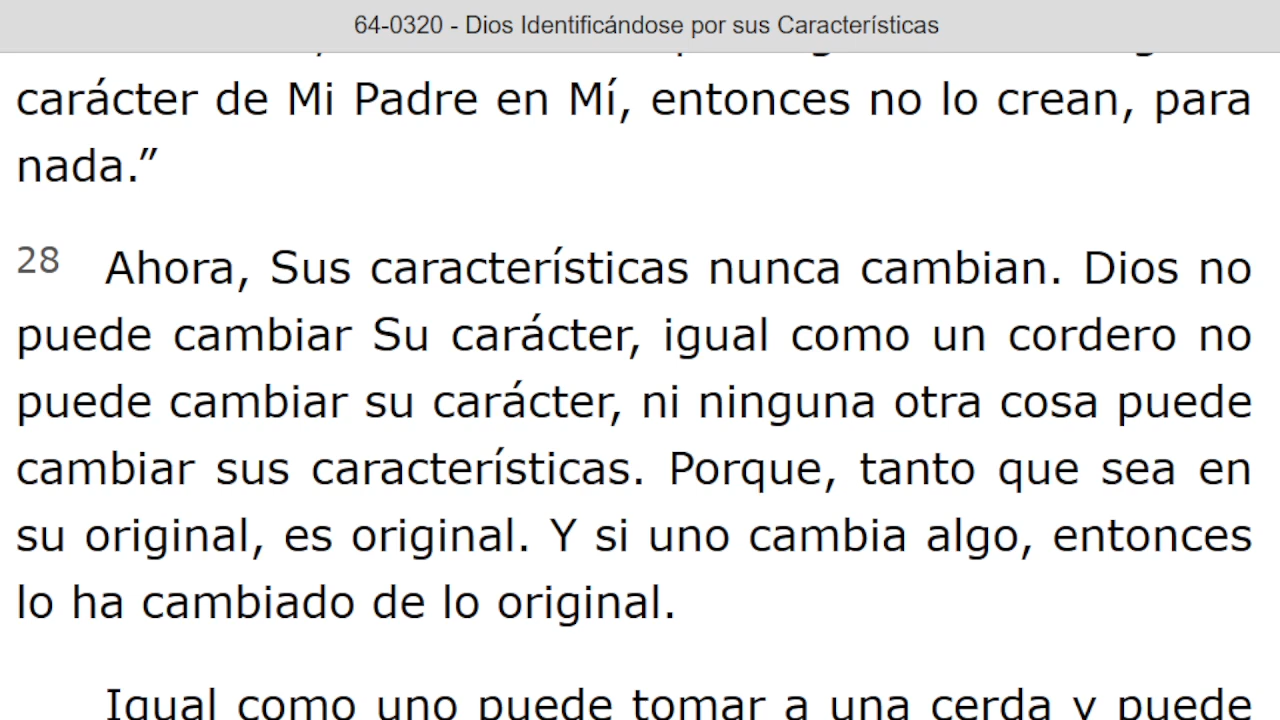 64-0320 - Dios Identificándose por sus Características
carácter de Mi Padre en Mí, entonces no lo crean, para
nada.”
28 Ahora, Sus características nunca cambian. Dios no
puede cambiar Su carácter, igual como un cordero no
puede cambiar su carácter, ni ninguna otra cosa puede
cambiar sus características. Porque, tanto que sea en
su original, es original. Y si uno cambia algo, entonces
lo ha cambiado de lo original.
Igual como uno puede tomar a una cerda y puede